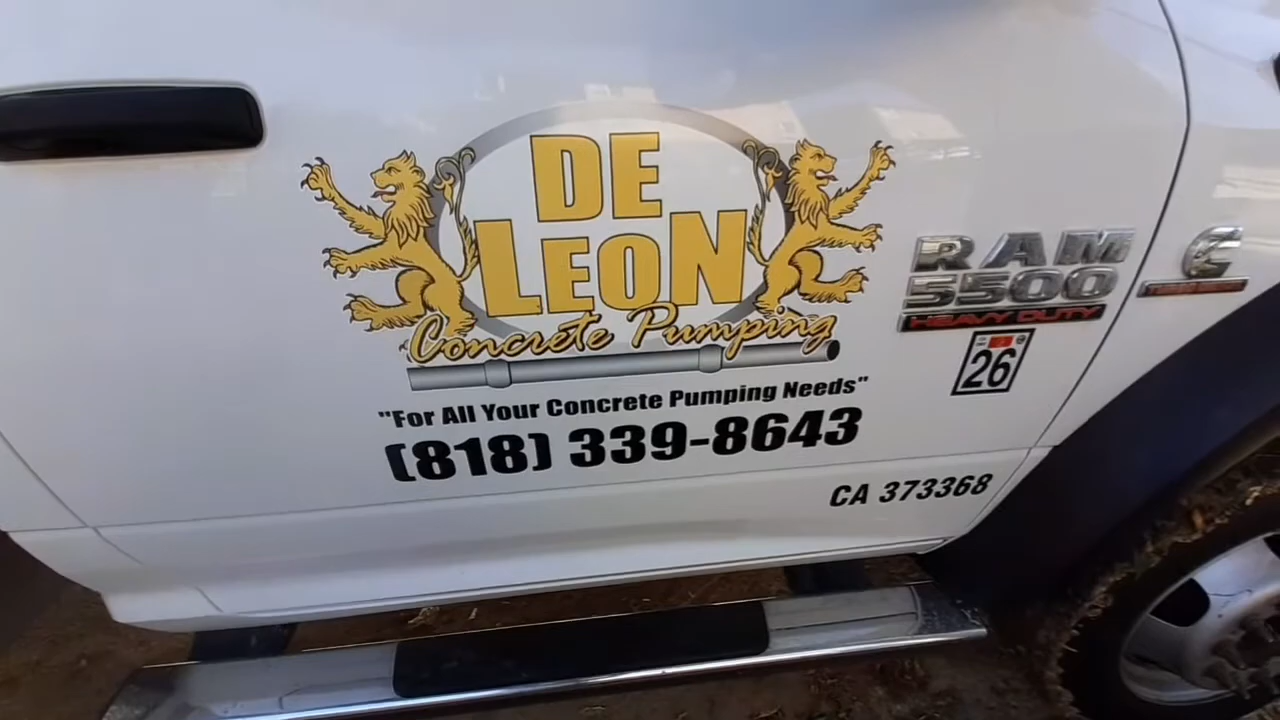 DE
LEON
Concrete Pumping
"For All Your Concrete Pumping Needs"
(818) 339-8643
CA 373368
RAM
5500
HEAVY DUTY
26